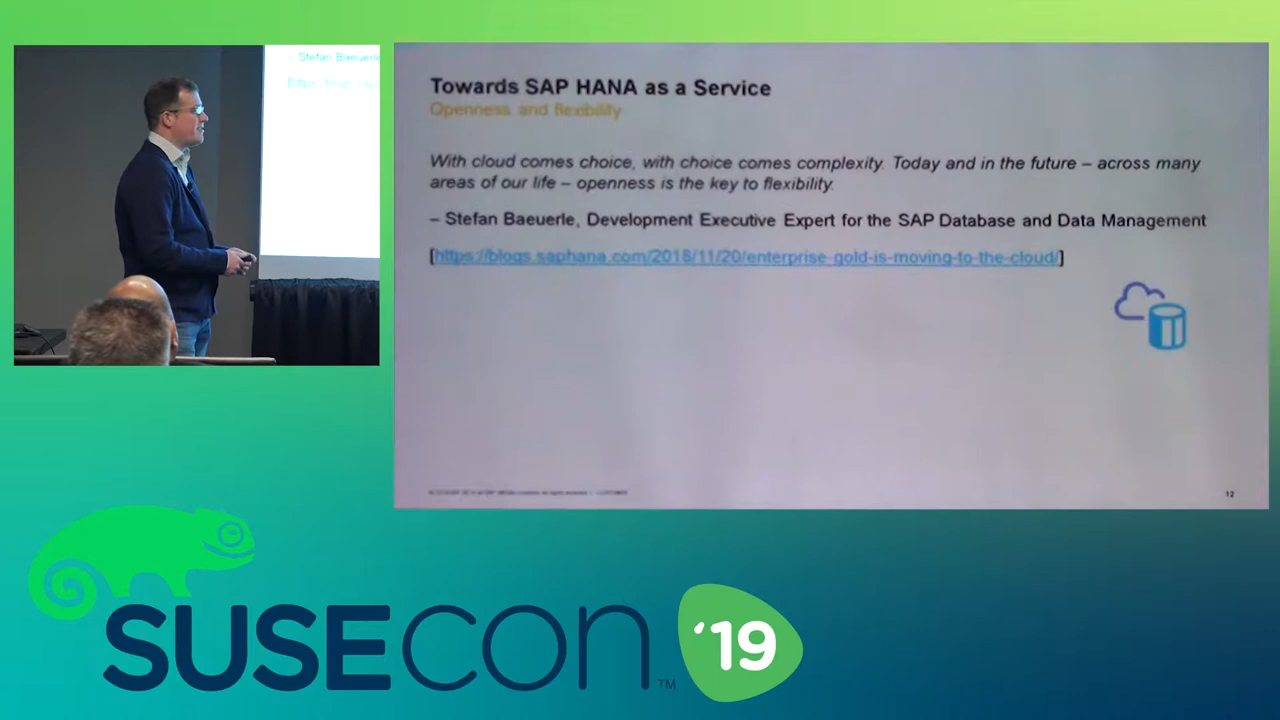 – Stefan Baeuerle
Towards SAP HANA as a Service
Openness and flexibility
With cloud comes choice, with choice comes complexity. Today and in the future – across many
areas of our life – openness is the key to flexibility.
– Stefan Baeuerle, Development Executive Expert for the SAP Database and Data Management
[https://blogs.saphana.com/2018/11/20/enterprise-gold-is-moving-to-the-cloud/]
12
SUSECON ™ '19